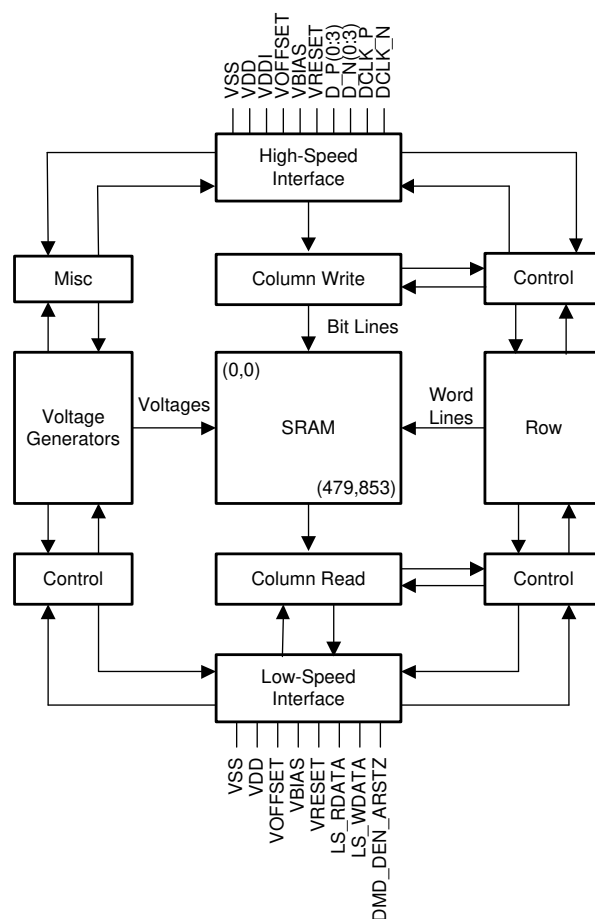 VSS
VDD
VDDI
VOFFSET
VBIAS
VRESET
D_P(0:3)
D_N(0:3)
DCLK_P
DCLK_N
High-Speed
Interface
Misc
Column Write
Control
Bit Lines
(0,0)
Voltage
Generators
Voltages
SRAM
Word
Lines
Row
(479,853)
Control
Column Read
Control
Low-Speed
Interface
VSS
VDD
VOFFSET
VBIAS
VRESET
LS_RDATA
LS_WDATA
DMD_DEN_ARSTZ